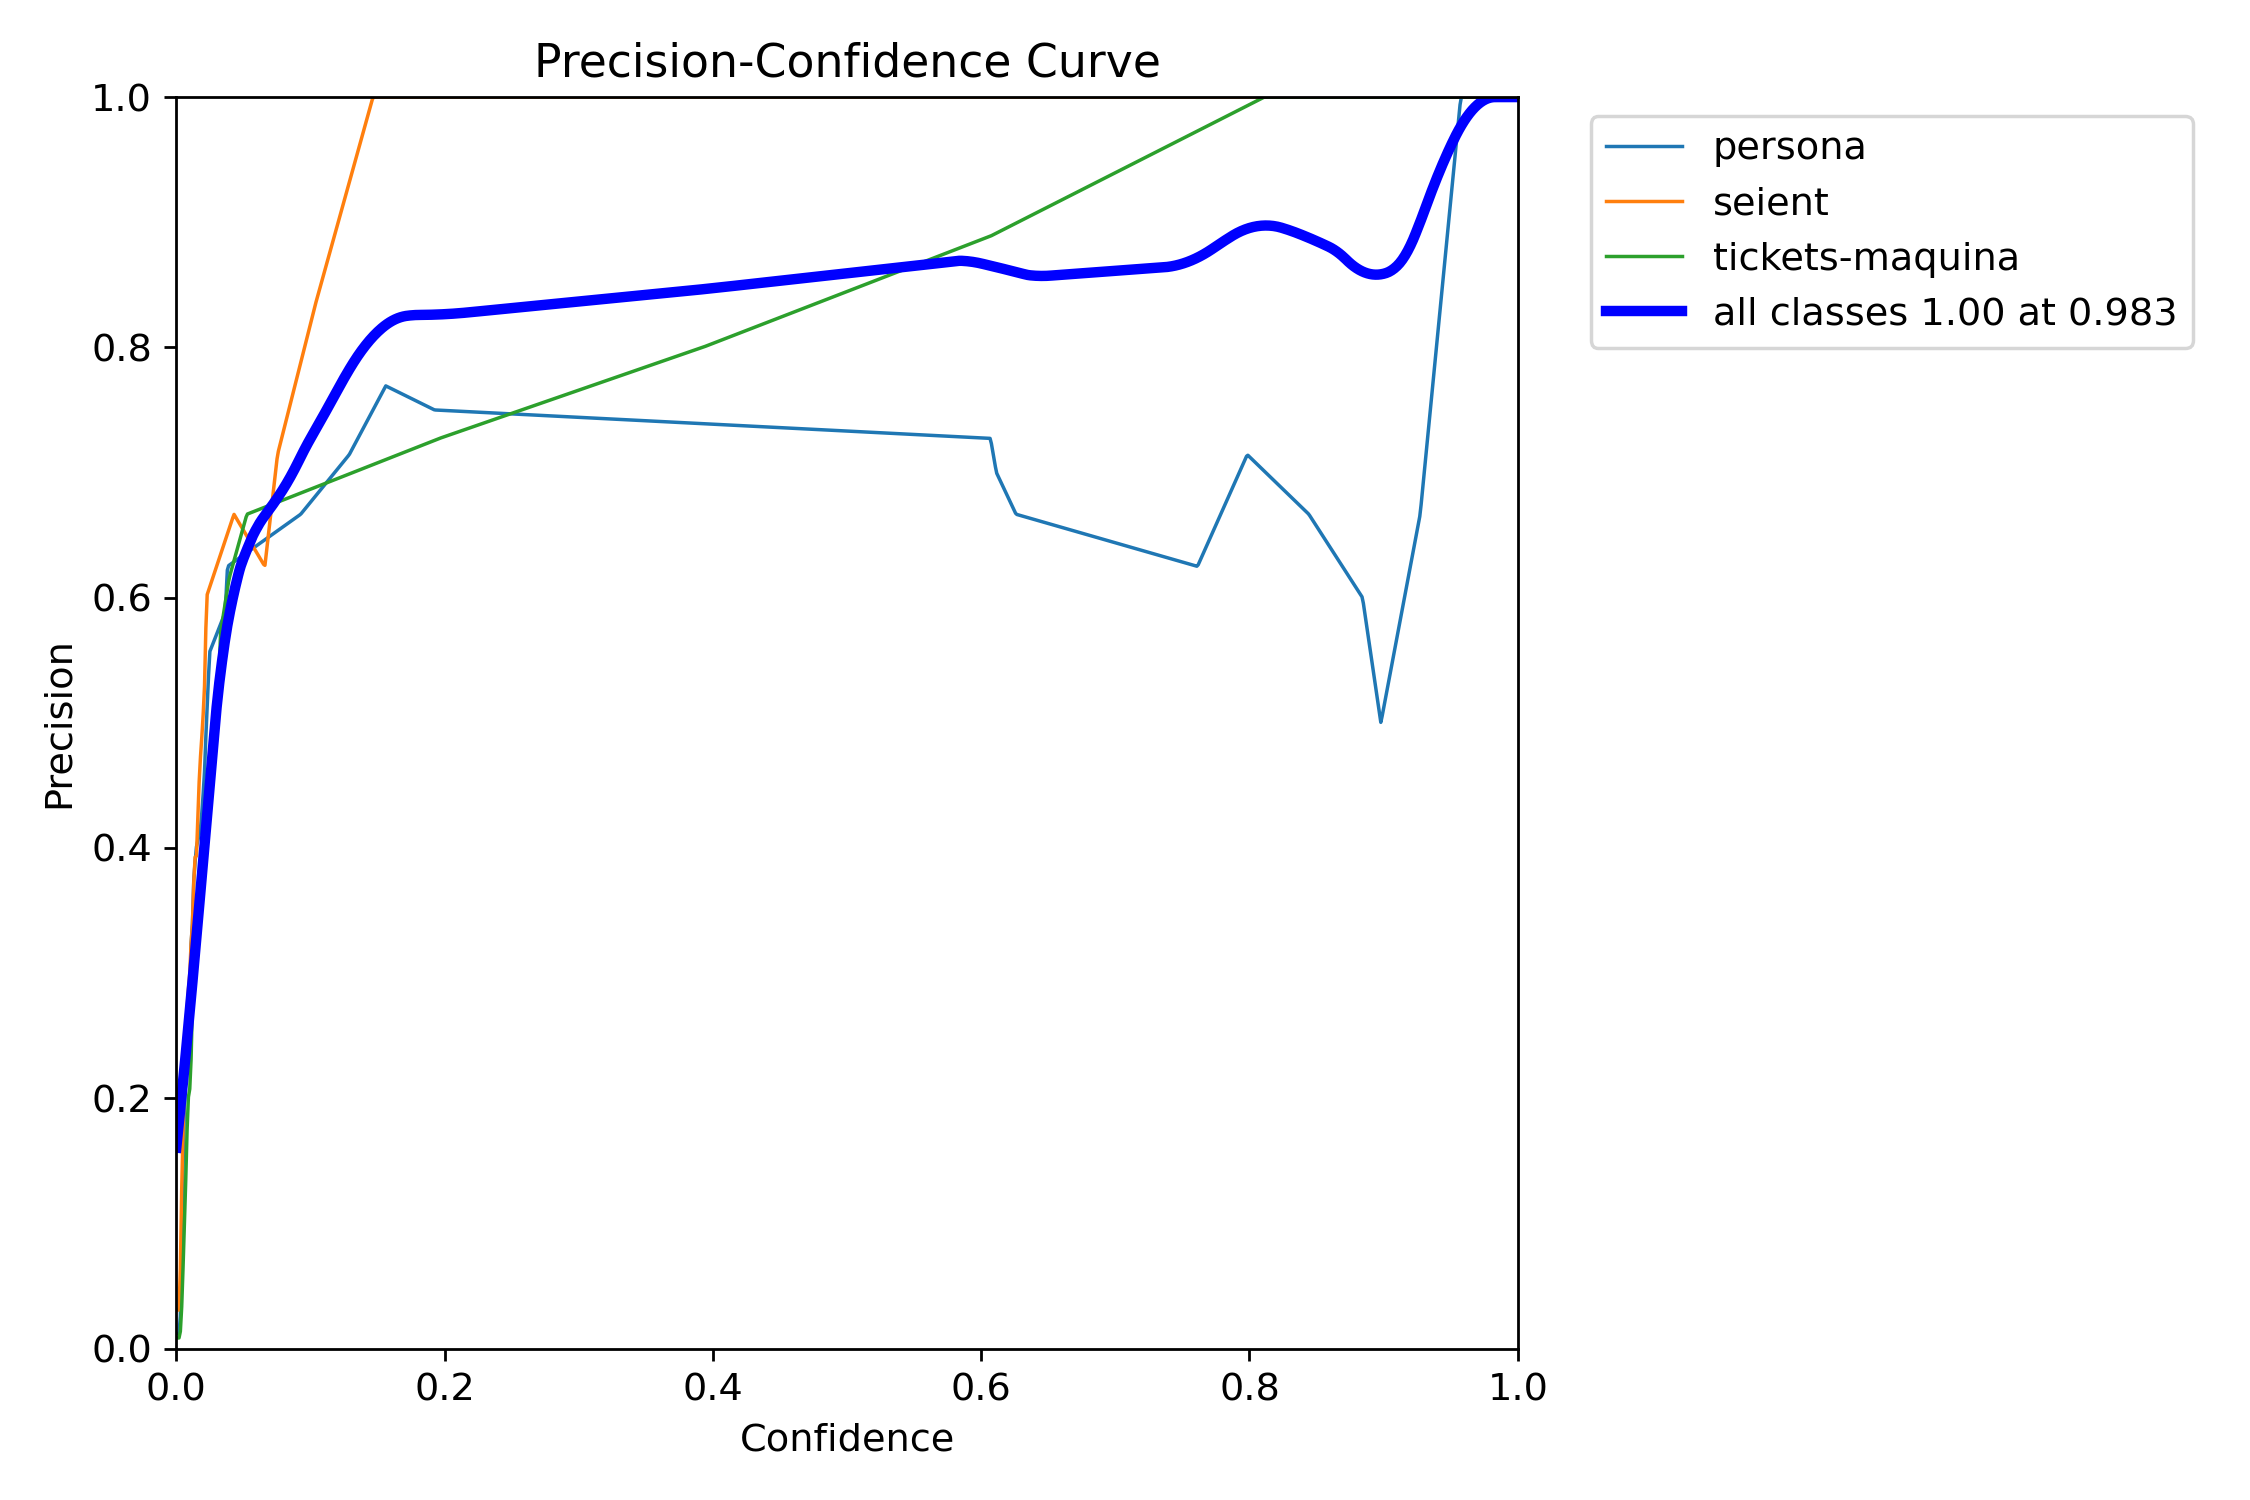 Precision-Confidence Curve
1.0
0.8
0.6
0.4
0.2
0.0
Precision
0.0 0.2 0.4 0.6 0.8 1.0
Confidence
persona
seient
tickets-maquina
all classes 1.00 at 0.983